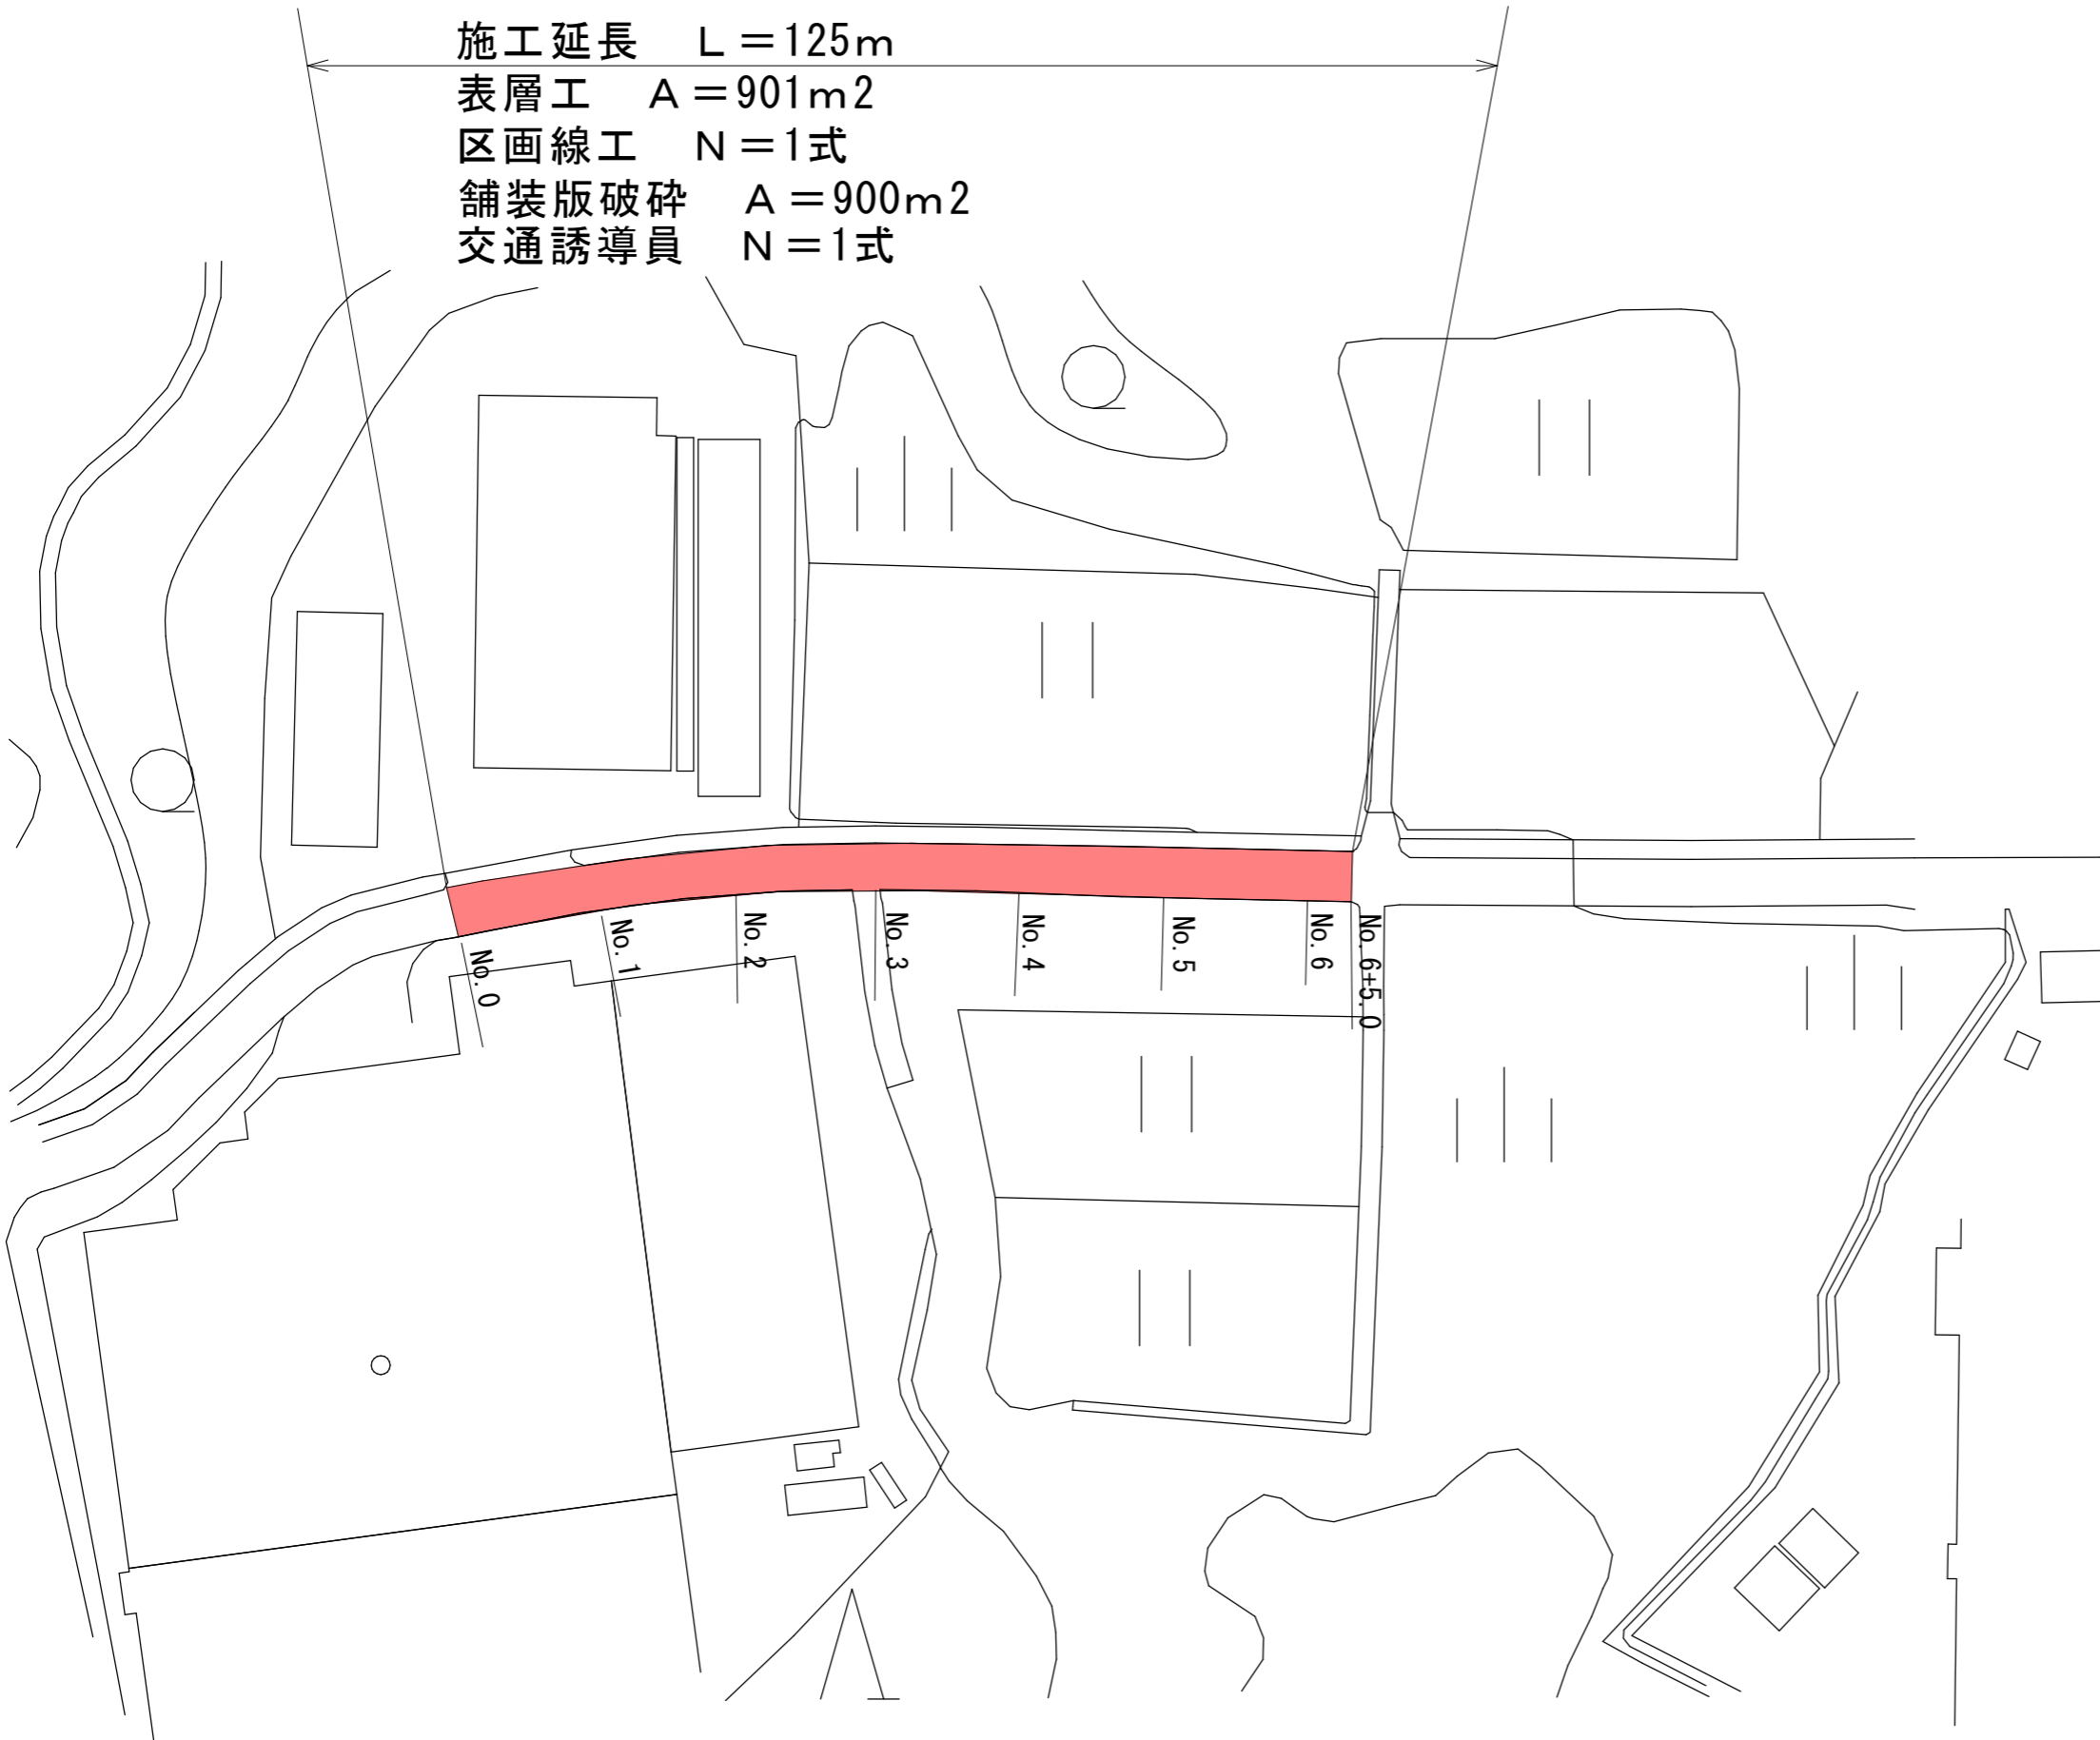 施工延長　Ｌ＝125ｍ
表層工　Ａ＝901ｍ2
区画線工　Ｎ＝1式
舗装版破砕　Ａ＝900ｍ2
交通誘導員　Ｎ＝1式
No.0
No.1
No.2
No.3
No.4
No.5
No.6
No.6+5.0